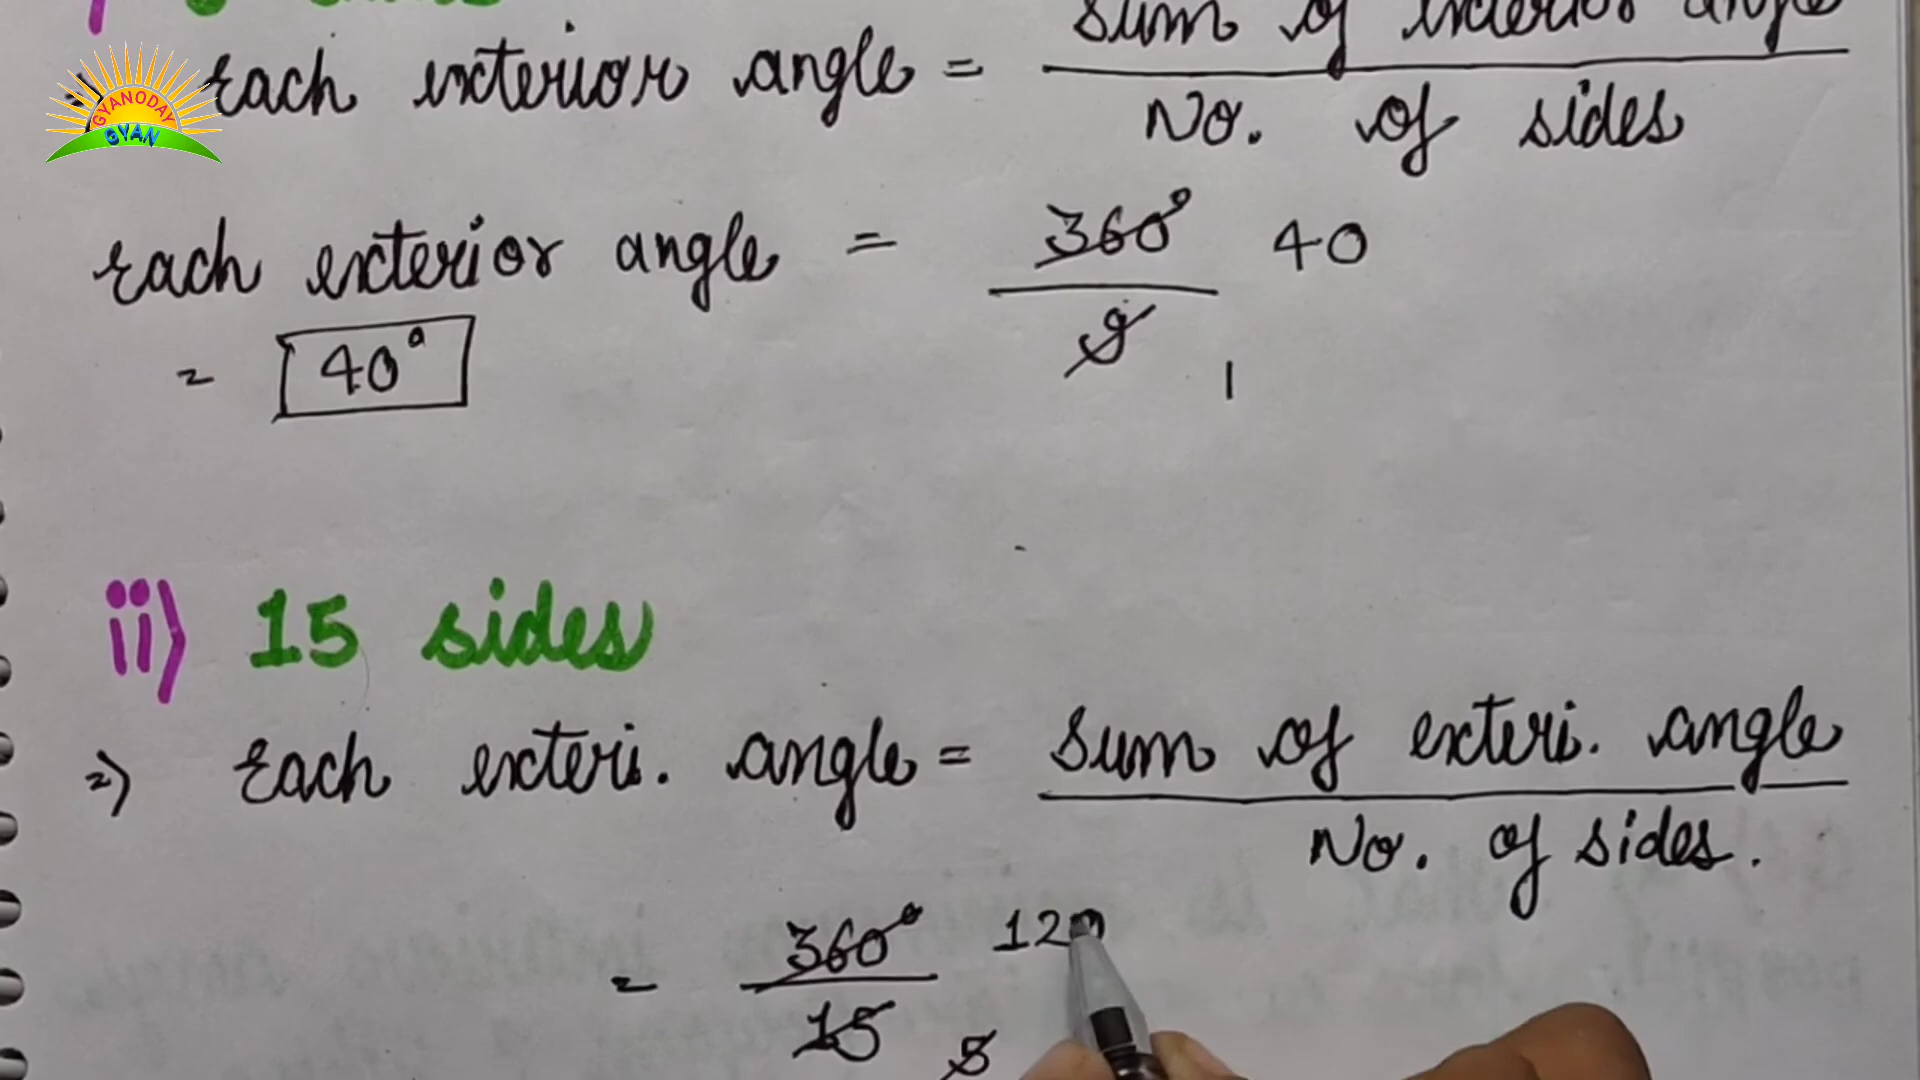 GYANODAY
GYAN
Each exterior angle = Sum of exterior angle
No. of sides
Each exterior angle = 360° 40
9 1
= 40°
ii) 15 sides
=) Each exteri. angle = Sum of exteri. angle
No. of sides.
= 360° 12
15 5